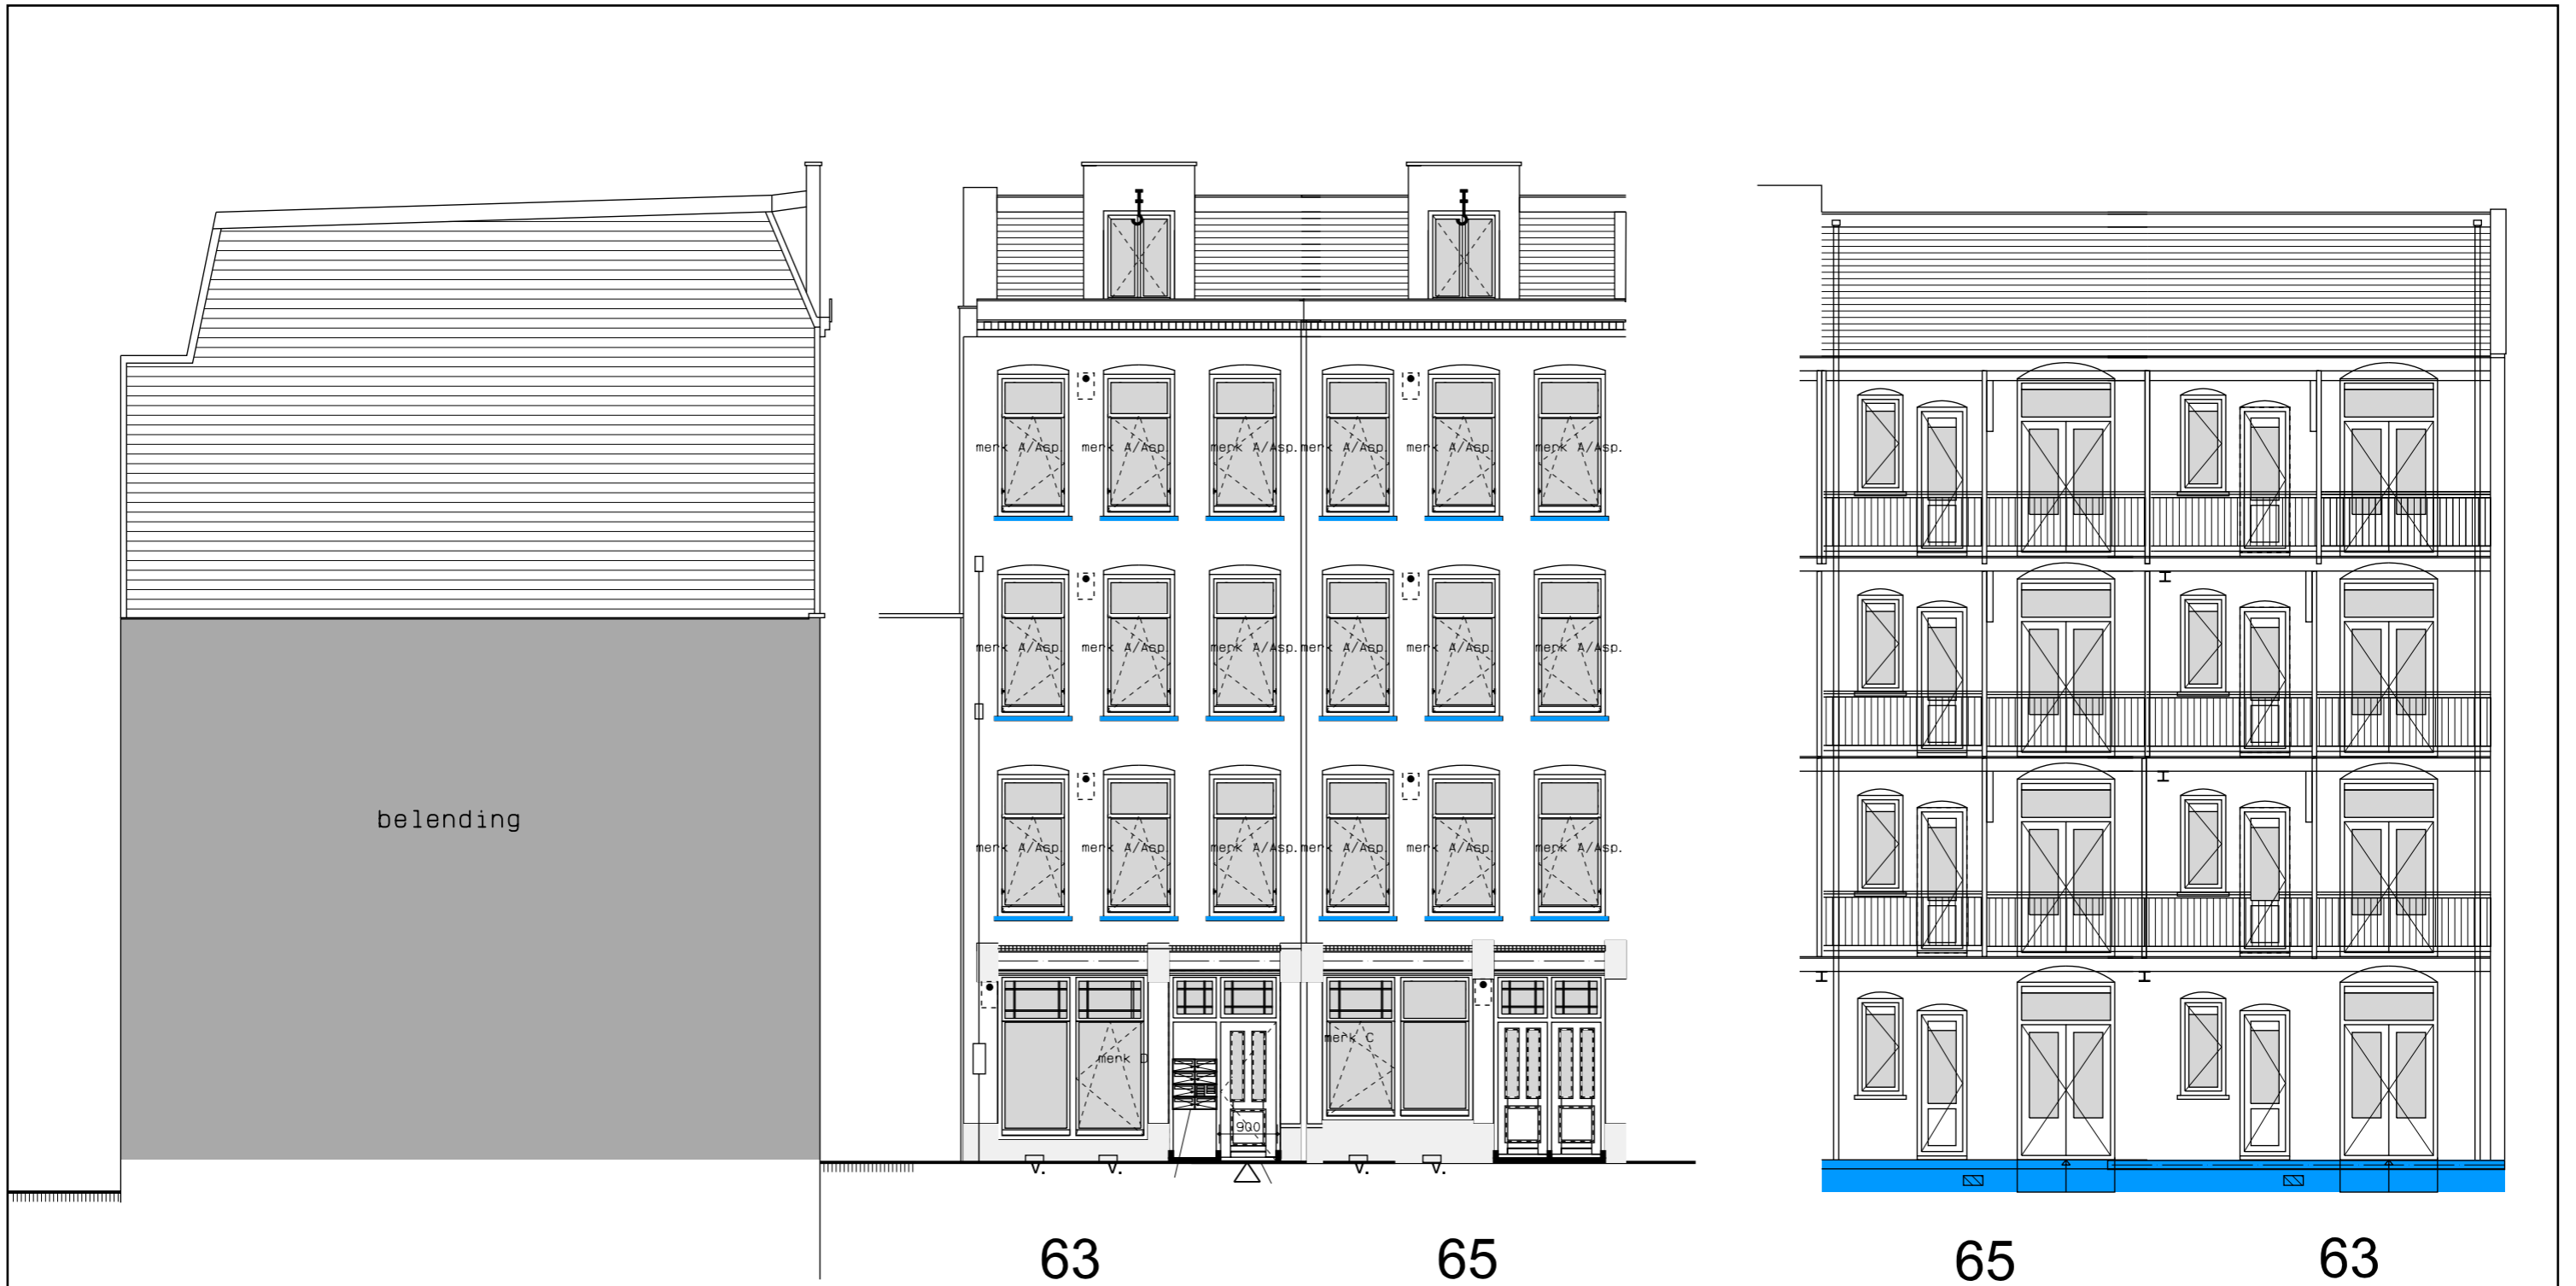 merk A/Asp. merk A/Asp. merk A/Asp. merk A/Asp. merk A/Asp. merk A/Asp.
merk A/Asp. merk A/Asp. merk A/Asp. merk A/Asp. merk A/Asp. merk A/Asp.
belending
merk A/Asp. merk A/Asp. merk A/Asp. merk A/Asp. merk A/Asp. merk A/Asp.
merk C
merk D
900
V. V. V. V.
63 65 65 63